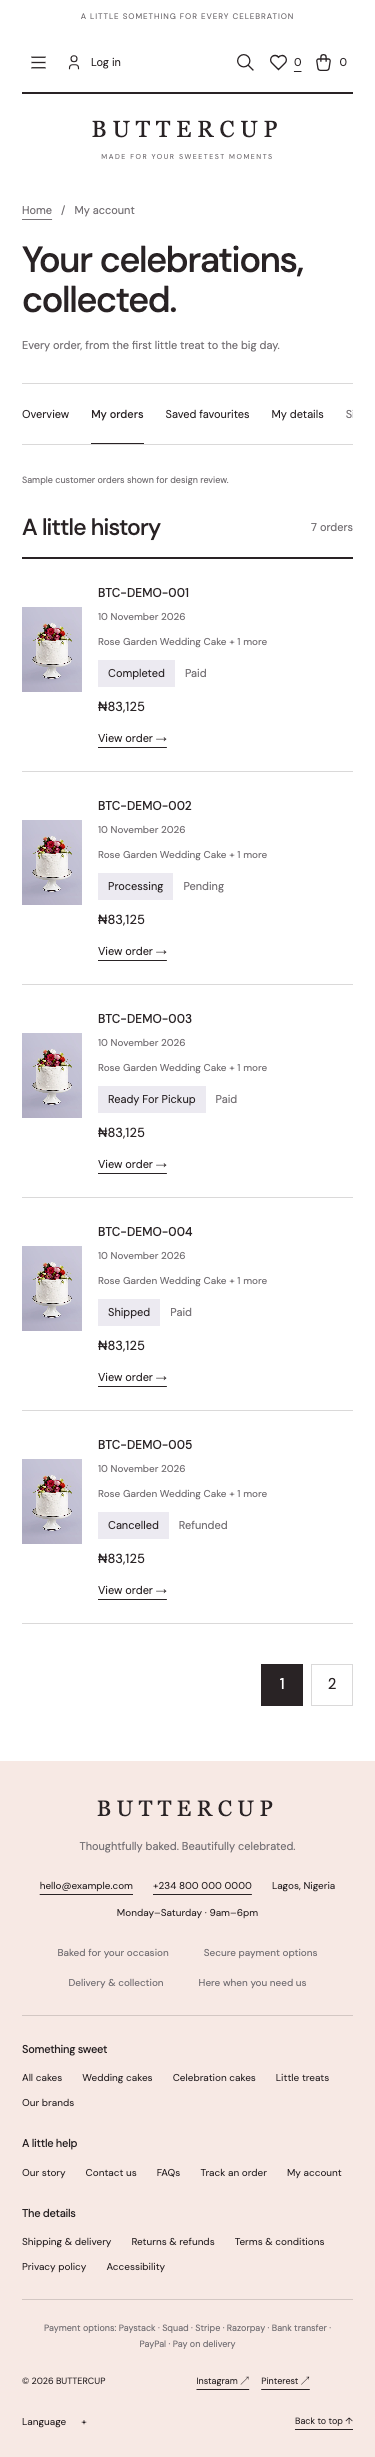 A LITTLE SOMETHING FOR EVERY CELEBRATION
Log in
0
0
BUTTERCUP
MADE FOR YOUR SWEETEST MOMENTS
Home / My account
Your celebrations,
collected.
Every order, from the first little treat to the big day.
Overview My orders Saved favourites My details
Sample customer orders shown for design review.
A little history 7 orders
BTC-DEMO-001
10 November 2026
Rose Garden Wedding Cake + 1 more
Completed Paid
₦83,125
View order →
BTC-DEMO-002
10 November 2026
Rose Garden Wedding Cake + 1 more
Processing Pending
₦83,125
View order →
BTC-DEMO-003
10 November 2026
Rose Garden Wedding Cake + 1 more
Ready For Pickup Paid
₦83,125
View order →
BTC-DEMO-004
10 November 2026
Rose Garden Wedding Cake + 1 more
Shipped Paid
₦83,125
View order →
BTC-DEMO-005
10 November 2026
Rose Garden Wedding Cake + 1 more
Cancelled Refunded
₦83,125
View order →
1 2
BUTTERCUP
Thoughtfully baked. Beautifully celebrated.
hello@example.com +234 800 000 0000 Lagos, Nigeria
Monday–Saturday · 9am–6pm
Baked for your occasion Secure payment options
Delivery & collection Here when you need us
Something sweet
All cakes Wedding cakes Celebration cakes Little treats
Our brands
A little help
Our story Contact us FAQs Track an order My account
The details
Shipping & delivery Returns & refunds Terms & conditions
Privacy policy Accessibility
Payment options: Paystack · Squad · Stripe · Razorpay · Bank transfer ·
PayPal · Pay on delivery
© 2026 BUTTERCUP Instagram ↗ Pinterest ↗
Language + Back to top ↑